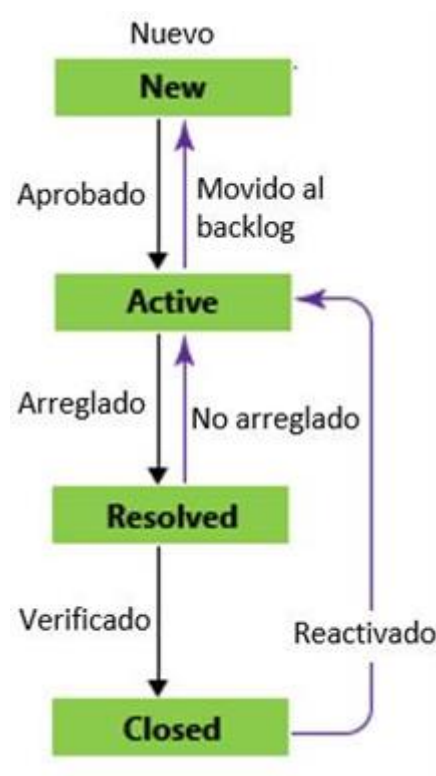 Nuevo
New
Aprobado
Movido al
backlog
Active
Arreglado
No arreglado
Resolved
Verificado
Reactivado
Closed